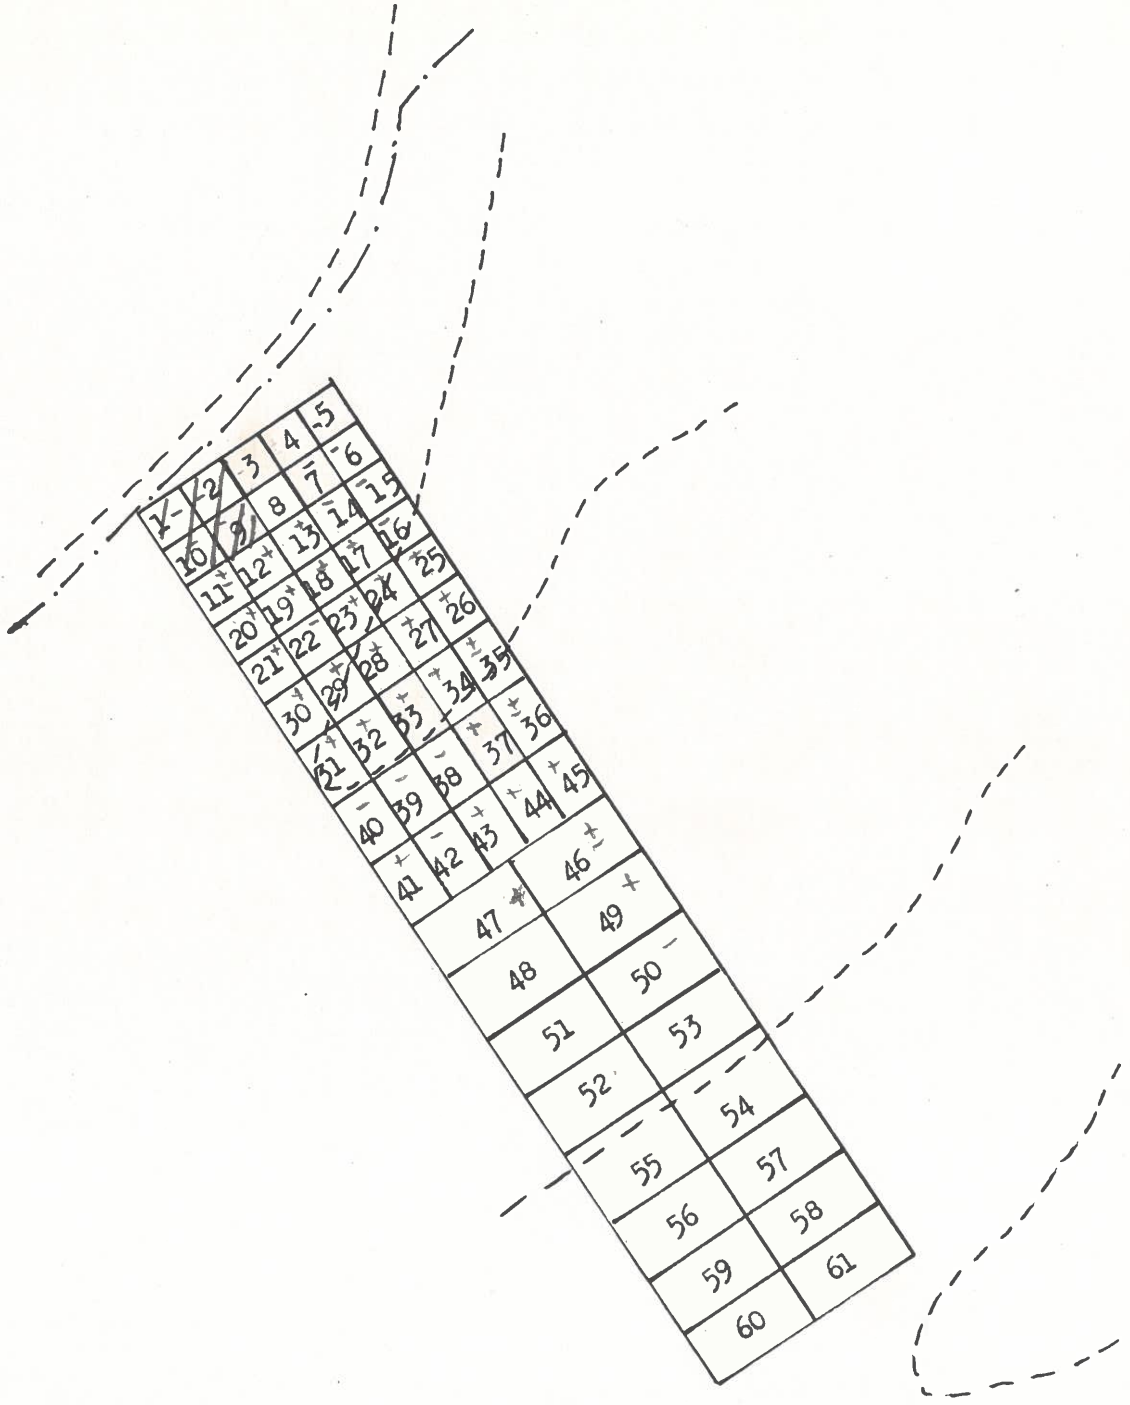 1- -2 -3 4 -5
10- 9 8 7- -6
11± 12+ 13+ 14- 15-
20+ 19+ 18+ 17+ 16-
21+ 22- 23+ 24+ 25+
30+ 29+ 28+ 27+ 26+
31+ 32+ 33+ 34+ 35±
40- 39- 38- 37+ 36±
41+ 42- 43+ 44+ 45+
47+ 46±
48 49+
51 50-
52 53
55 54
56 57
59 58
60 61